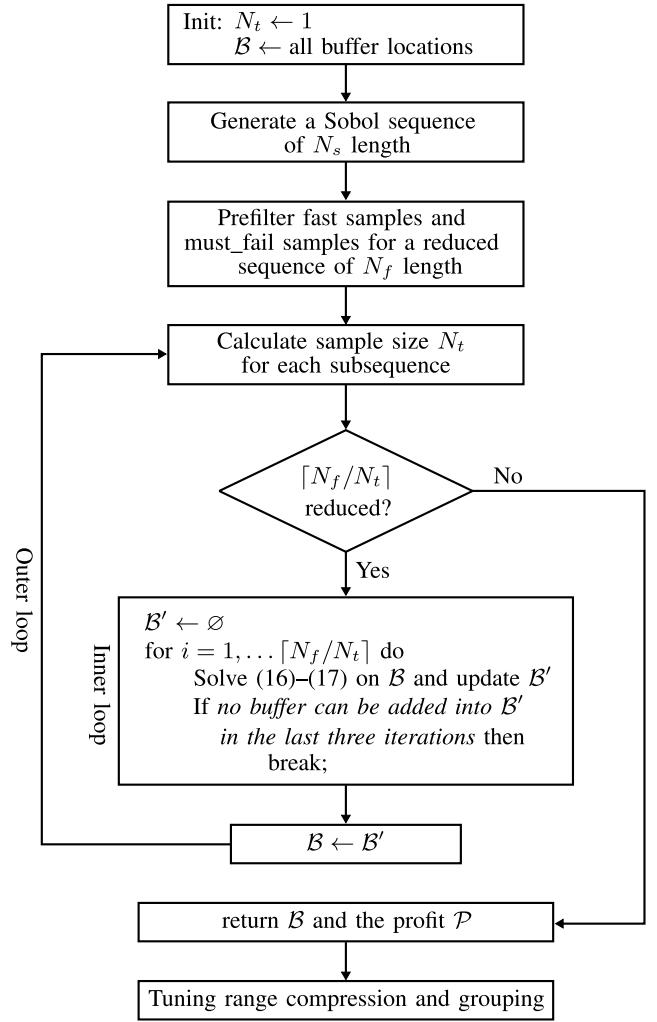 Init: N_t ← 1
ℬ ← all buffer locations
Generate a Sobol sequence
of N_s length
Prefilter fast samples and
must_fail samples for a reduced
sequence of N_f length
Calculate sample size N_t
for each subsequence
⌈N_f/N_t⌉
reduced?
No
Yes
Outer loop
Inner loop
ℬ′ ← ∅
for i = 1, … ⌈N_f/N_t⌉ do
Solve (16)–(17) on ℬ and update ℬ′
If no buffer can be added into ℬ′
in the last three iterations then
break;
ℬ ← ℬ′
return ℬ and the profit 𝒫
Tuning range compression and grouping